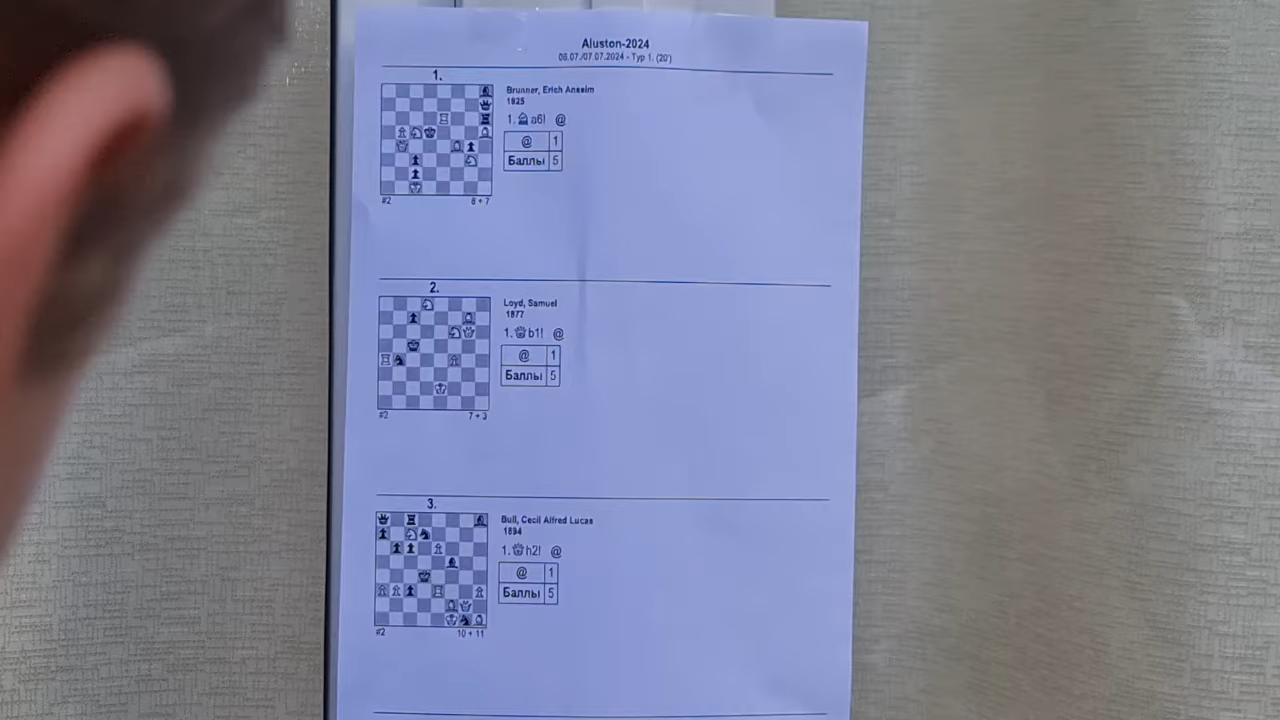 Aluston-2024
06.07./07.07.2024 - Typ 1. (20')
1.
Brunner, Erich Anselm
1925
1. ♗a6! @
@ 1
Баллы 5
#2 8 + 7
2.
Loyd, Samuel
1877
1. ♕b1! @
@ 1
Баллы 5
#2 7 + 3
3.
Bull, Cecil Alfred Lucas
1894
1. ♕h2! @
@ 1
Баллы 5
#2 10 + 11